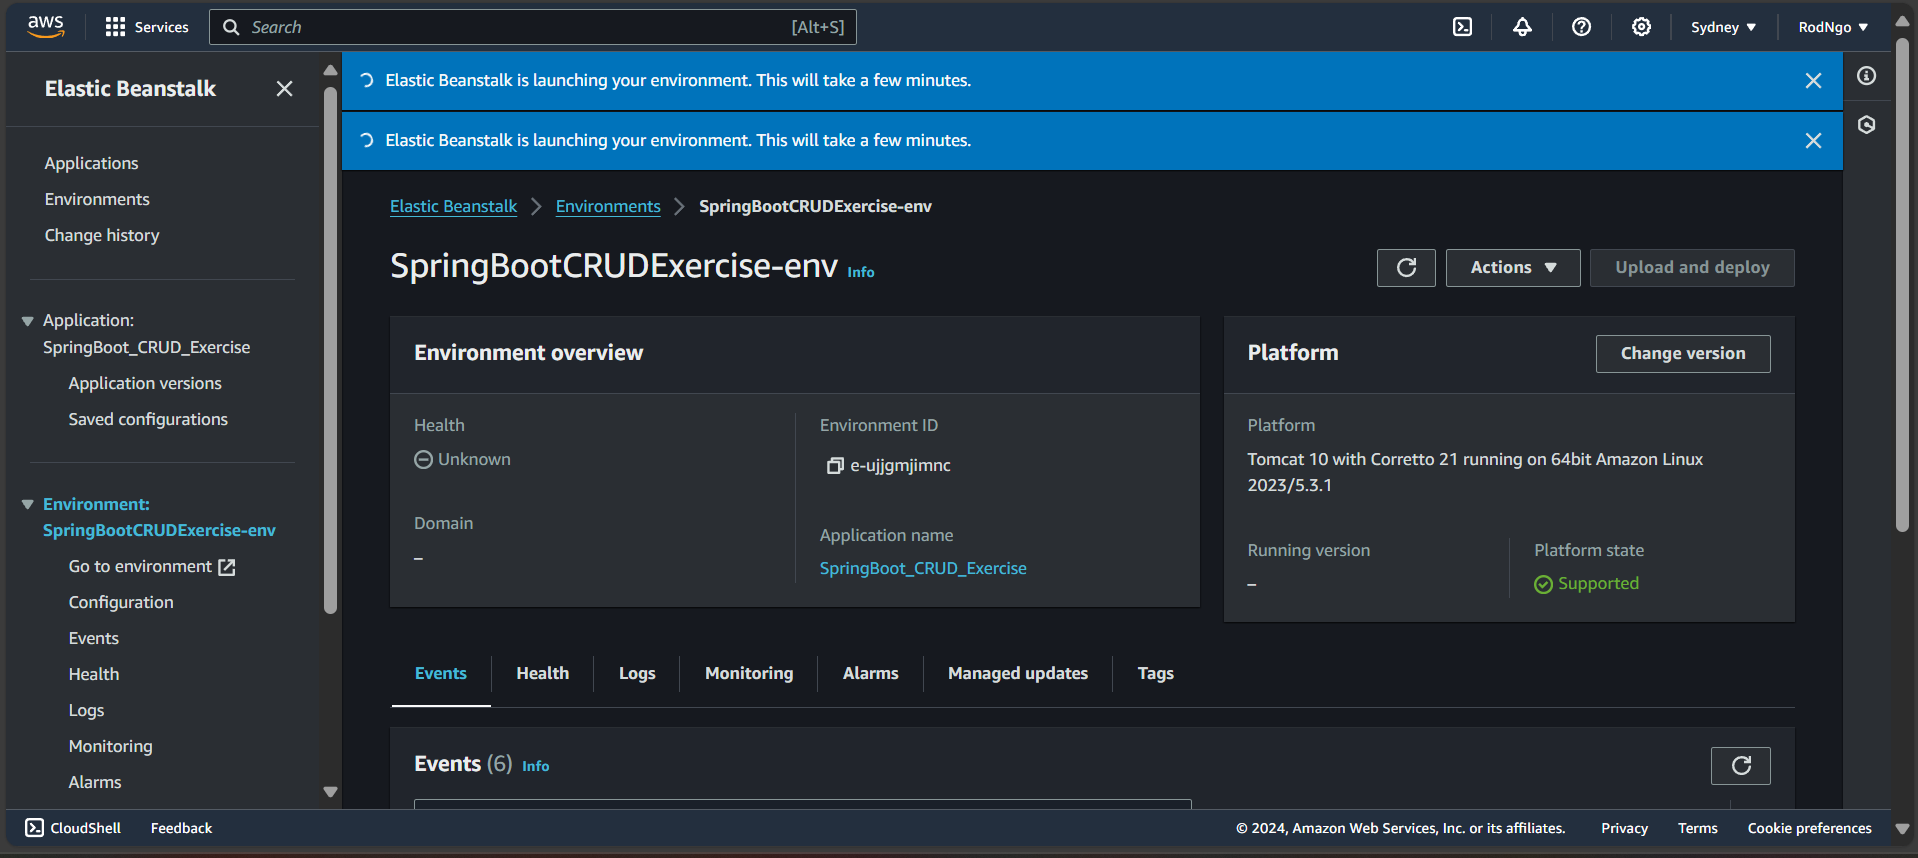 aws
Services
Search
[Alt+S]
Sydney
RodNgo
Elastic Beanstalk
Applications
Environments
Change history
Application:
SpringBoot_CRUD_Exercise
Application versions
Saved configurations
Environment:
SpringBootCRUDExercise-env
Go to environment
Configuration
Events
Health
Logs
Monitoring
Alarms
Elastic Beanstalk is launching your environment. This will take a few minutes.
Elastic Beanstalk is launching your environment. This will take a few minutes.
Elastic Beanstalk > Environments > SpringBootCRUDExercise-env
SpringBootCRUDExercise-env Info
Actions
Upload and deploy
Environment overview
Health
Unknown
Domain
–
Environment ID
e-ujjgmjimnc
Application name
SpringBoot_CRUD_Exercise
Platform
Change version
Platform
Tomcat 10 with Corretto 21 running on 64bit Amazon Linux
2023/5.3.1
Running version
–
Platform state
Supported
Events
Health
Logs
Monitoring
Alarms
Managed updates
Tags
Events (6) Info
CloudShell
Feedback
© 2024, Amazon Web Services, Inc. or its affiliates.
Privacy
Terms
Cookie preferences